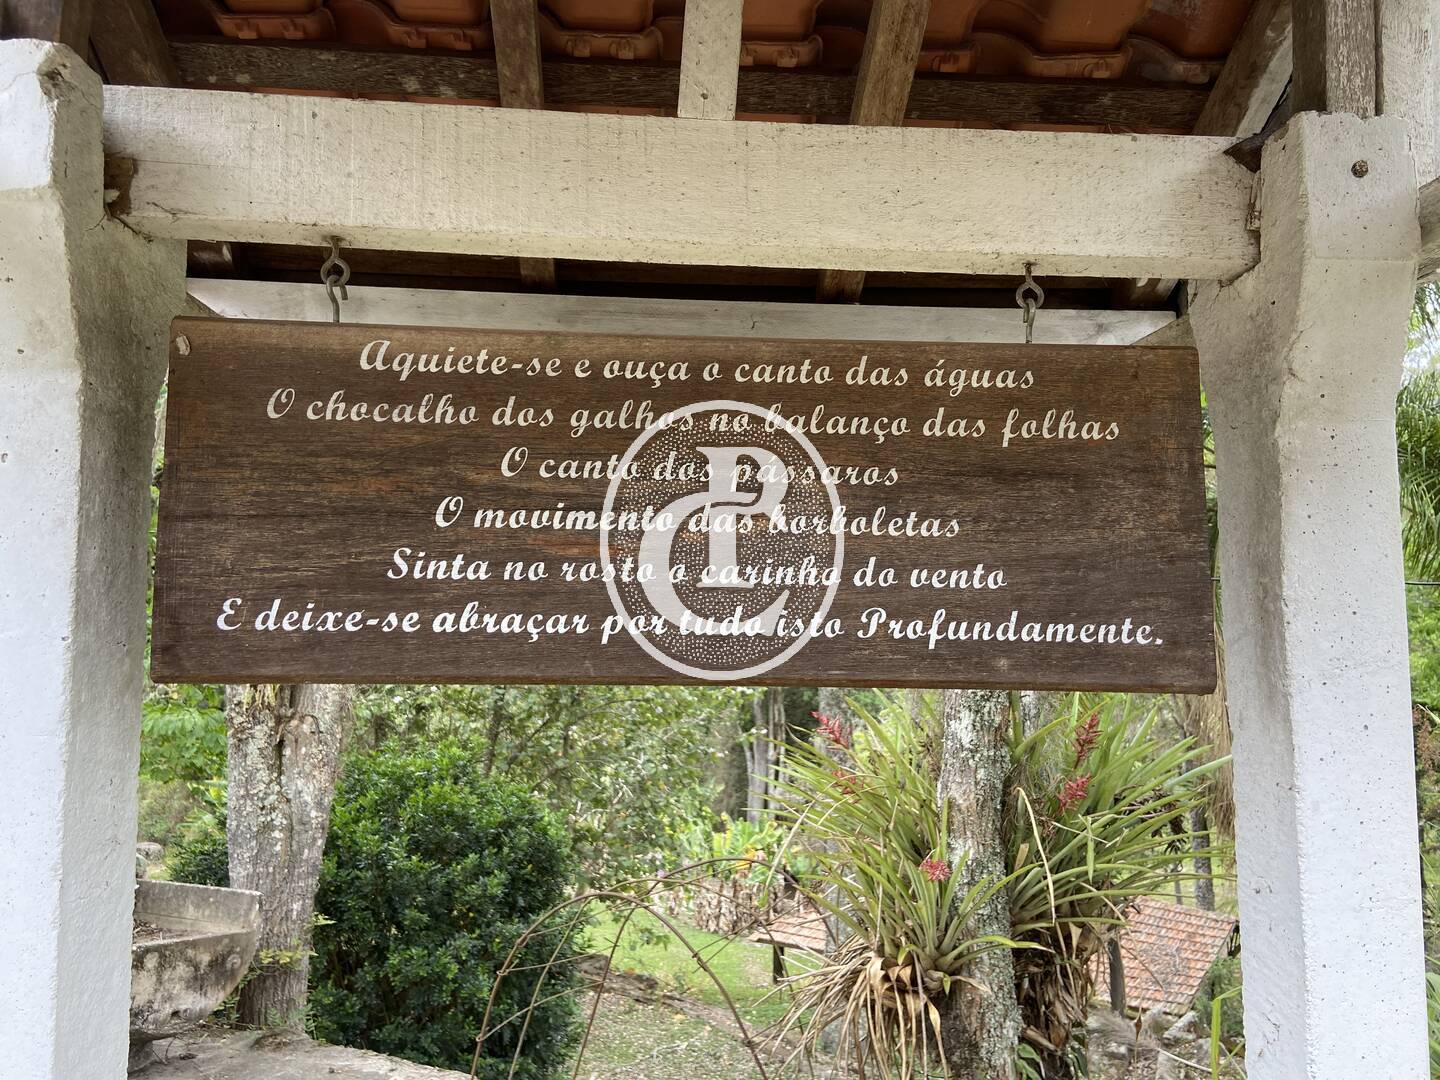 Aquiete-se e ouça o canto das águas
O chocalho dos galhos no balanço das folhas
O canto dos pássaros
O movimento das borboletas
Sinta no rosto o carinho do vento
E deixe-se abraçar por tudo isto Profundamente.